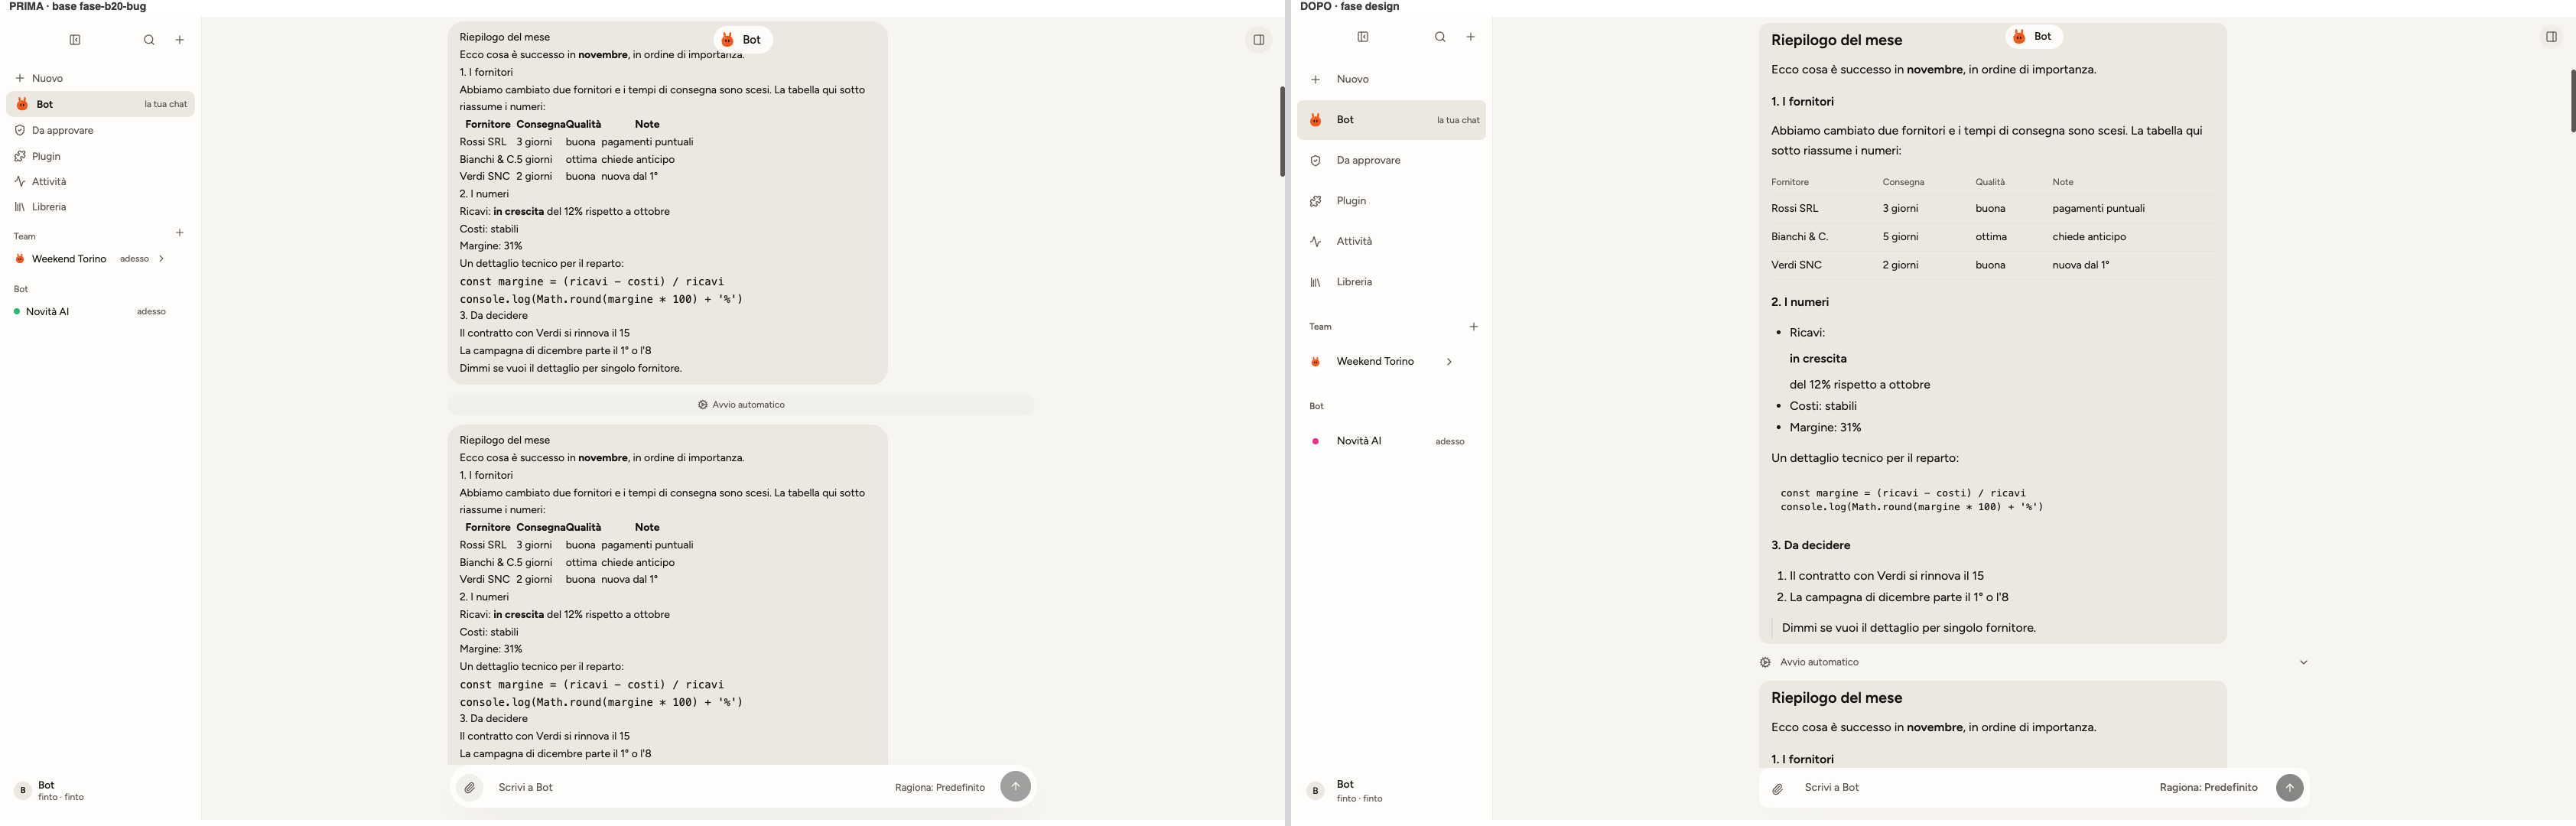 PRIMA · base fase-b20-bug
Nuovo
Bot la tua chat
Da approvare
Plugin
Attività
Libreria
Team
Weekend Torino adesso
Bot
Novità AI adesso
B Bot
finto · finto
Bot
Riepilogo del mese
Ecco cosa è successo in novembre, in ordine di importanza.
1. I fornitori
Abbiamo cambiato due fornitori e i tempi di consegna sono scesi. La tabella qui sotto
riassume i numeri:
Fornitore Consegna Qualità Note
Rossi SRL 3 giorni buona pagamenti puntuali
Bianchi & C. 5 giorni ottima chiede anticipo
Verdi SNC 2 giorni buona nuova dal 1°
2. I numeri
Ricavi: in crescita del 12% rispetto a ottobre
Costi: stabili
Margine: 31%
Un dettaglio tecnico per il reparto:
const margine = (ricavi − costi) / ricavi
console.log(Math.round(margine * 100) + '%')
3. Da decidere
Il contratto con Verdi si rinnova il 15
La campagna di dicembre parte il 1° o l'8
Dimmi se vuoi il dettaglio per singolo fornitore.
Avvio automatico
Riepilogo del mese
Ecco cosa è successo in novembre, in ordine di importanza.
1. I fornitori
Abbiamo cambiato due fornitori e i tempi di consegna sono scesi. La tabella qui sotto
riassume i numeri:
Fornitore Consegna Qualità Note
Rossi SRL 3 giorni buona pagamenti puntuali
Bianchi & C. 5 giorni ottima chiede anticipo
Verdi SNC 2 giorni buona nuova dal 1°
2. I numeri
Ricavi: in crescita del 12% rispetto a ottobre
Costi: stabili
Margine: 31%
Un dettaglio tecnico per il reparto:
const margine = (ricavi − costi) / ricavi
console.log(Math.round(margine * 100) + '%')
3. Da decidere
Il contratto con Verdi si rinnova il 15
La campagna di dicembre parte il 1° o l'8
Scrivi a Bot Ragiona: Predefinito
DOPO · fase design
Nuovo
Bot la tua chat
Da approvare
Plugin
Attività
Libreria
Team
Weekend Torino
Bot
Novità AI adesso
B Bot
finto · finto
Bot
Riepilogo del mese
Ecco cosa è successo in novembre, in ordine di importanza.
1. I fornitori
Abbiamo cambiato due fornitori e i tempi di consegna sono scesi. La tabella qui
sotto riassume i numeri:
Fornitore Consegna Qualità Note
Rossi SRL 3 giorni buona pagamenti puntuali
Bianchi & C. 5 giorni ottima chiede anticipo
Verdi SNC 2 giorni buona nuova dal 1°
2. I numeri
• Ricavi:
in crescita
del 12% rispetto a ottobre
• Costi: stabili
• Margine: 31%
Un dettaglio tecnico per il reparto:
const margine = (ricavi − costi) / ricavi
console.log(Math.round(margine * 100) + '%')
3. Da decidere
1. Il contratto con Verdi si rinnova il 15
2. La campagna di dicembre parte il 1° o l'8
Dimmi se vuoi il dettaglio per singolo fornitore.
Avvio automatico
Riepilogo del mese
Ecco cosa è successo in novembre, in ordine di importanza.
1. I fornitori
Scrivi a Bot Ragiona: Predefinito